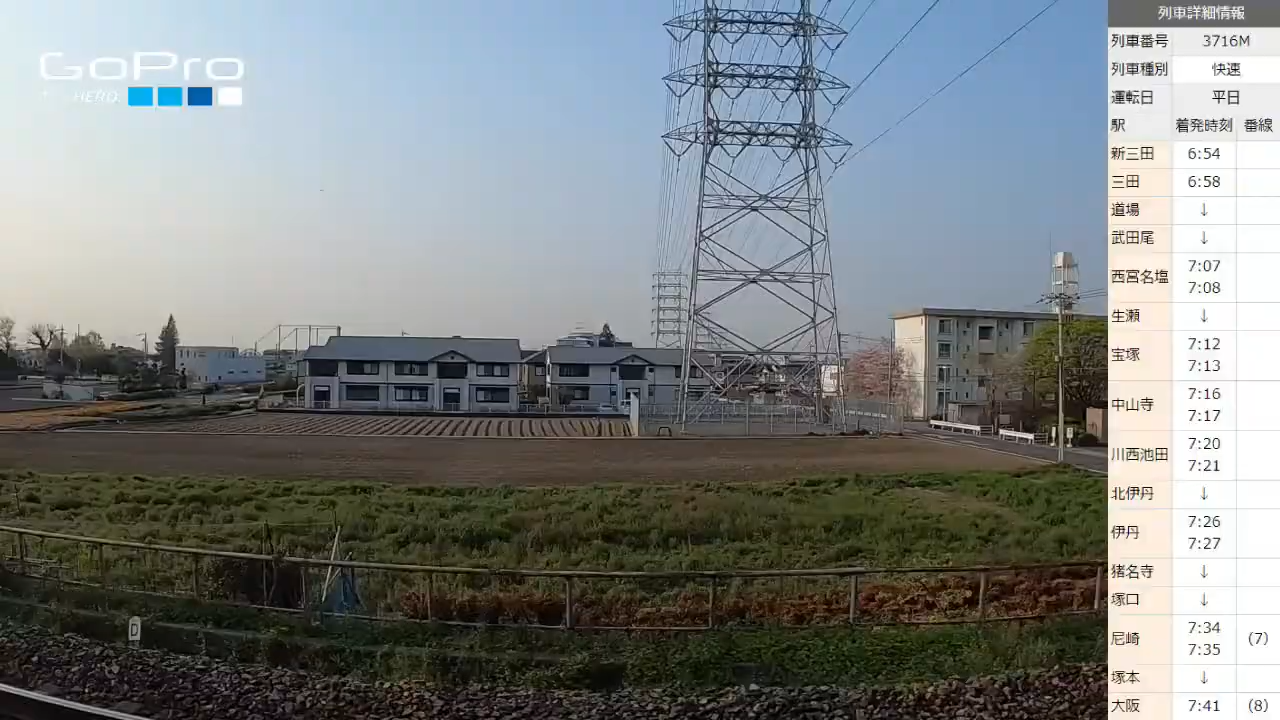 GoPro
HERO
D
列車詳細情報
列車番号 3716M
列車種別 快速
運転日 平日
駅 着発時刻 番線
新三田 6:54
三田 6:58
道場 ↓
武田尾 ↓
西宮名塩 7:07 7:08
生瀬 ↓
宝塚 7:12 7:13
中山寺 7:16 7:17
川西池田 7:20 7:21
北伊丹 ↓
伊丹 7:26 7:27
猪名寺 ↓
塚口 ↓
尼崎 7:34 7:35 (7)
塚本 ↓
大阪 7:41 (8)